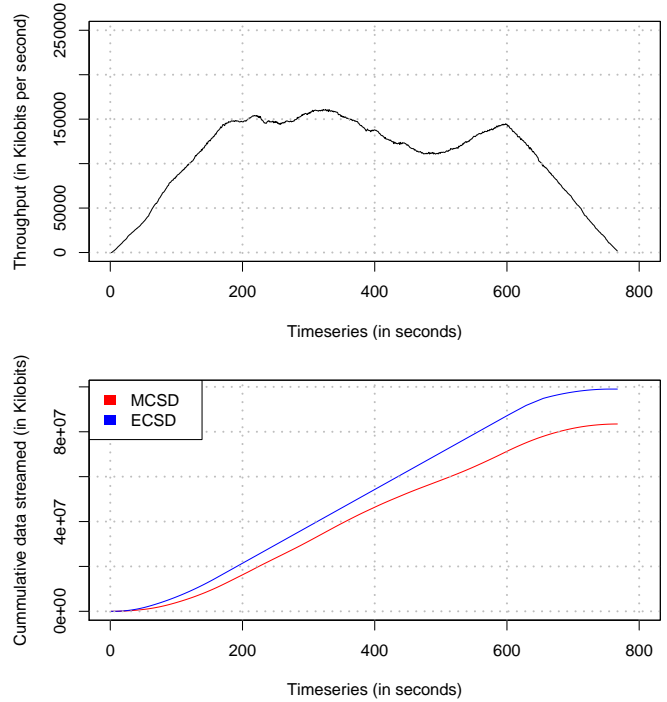 Throughput (in Kilobits per second)
250000
150000
50000
0
0
200
400
600
800
Timeseries (in seconds)
Cummulative data streamed (in Kilobits)
MCSD
ECSD
8e+07
4e+07
0e+00
0
200
400
600
800
Timeseries (in seconds)